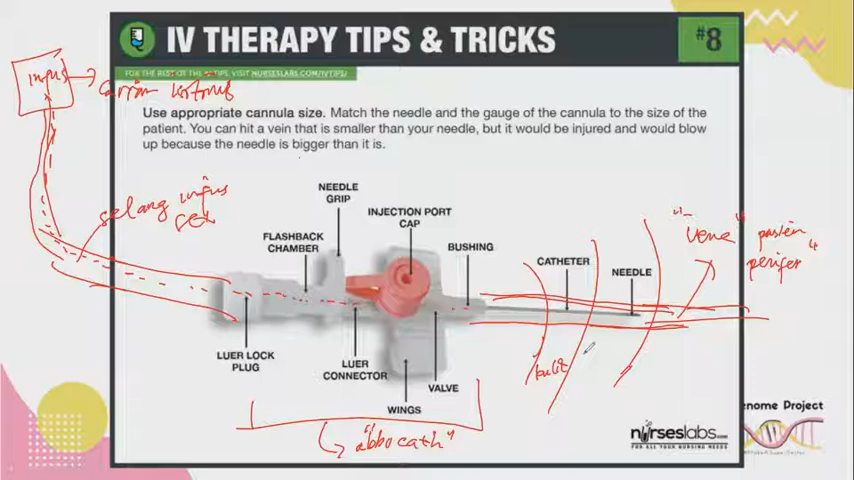 IV THERAPY TIPS & TRICKS
#8
FOR THE REST OF THE TIPS, VISIT NURSESLABS.COM/IVTIPS/
Use appropriate cannula size. Match the needle and the gauge of the cannula to the size of the
patient. You can hit a vein that is smaller than your needle, but it would be injured and would blow
up because the needle is bigger than it is.
infus
selang infus
set
NEEDLE
GRIP
INJECTION PORT
CAP
FLASHBACK
CHAMBER
BUSHING
CATHETER
NEEDLE
"vena" pasien
perifer
LUER LOCK
PLUG
LUER
CONNECTOR
VALVE
WINGS
kulit
"abbocath"
nurseslabs.com
FOR ALL YOUR NURSING NEEDS
enome Project